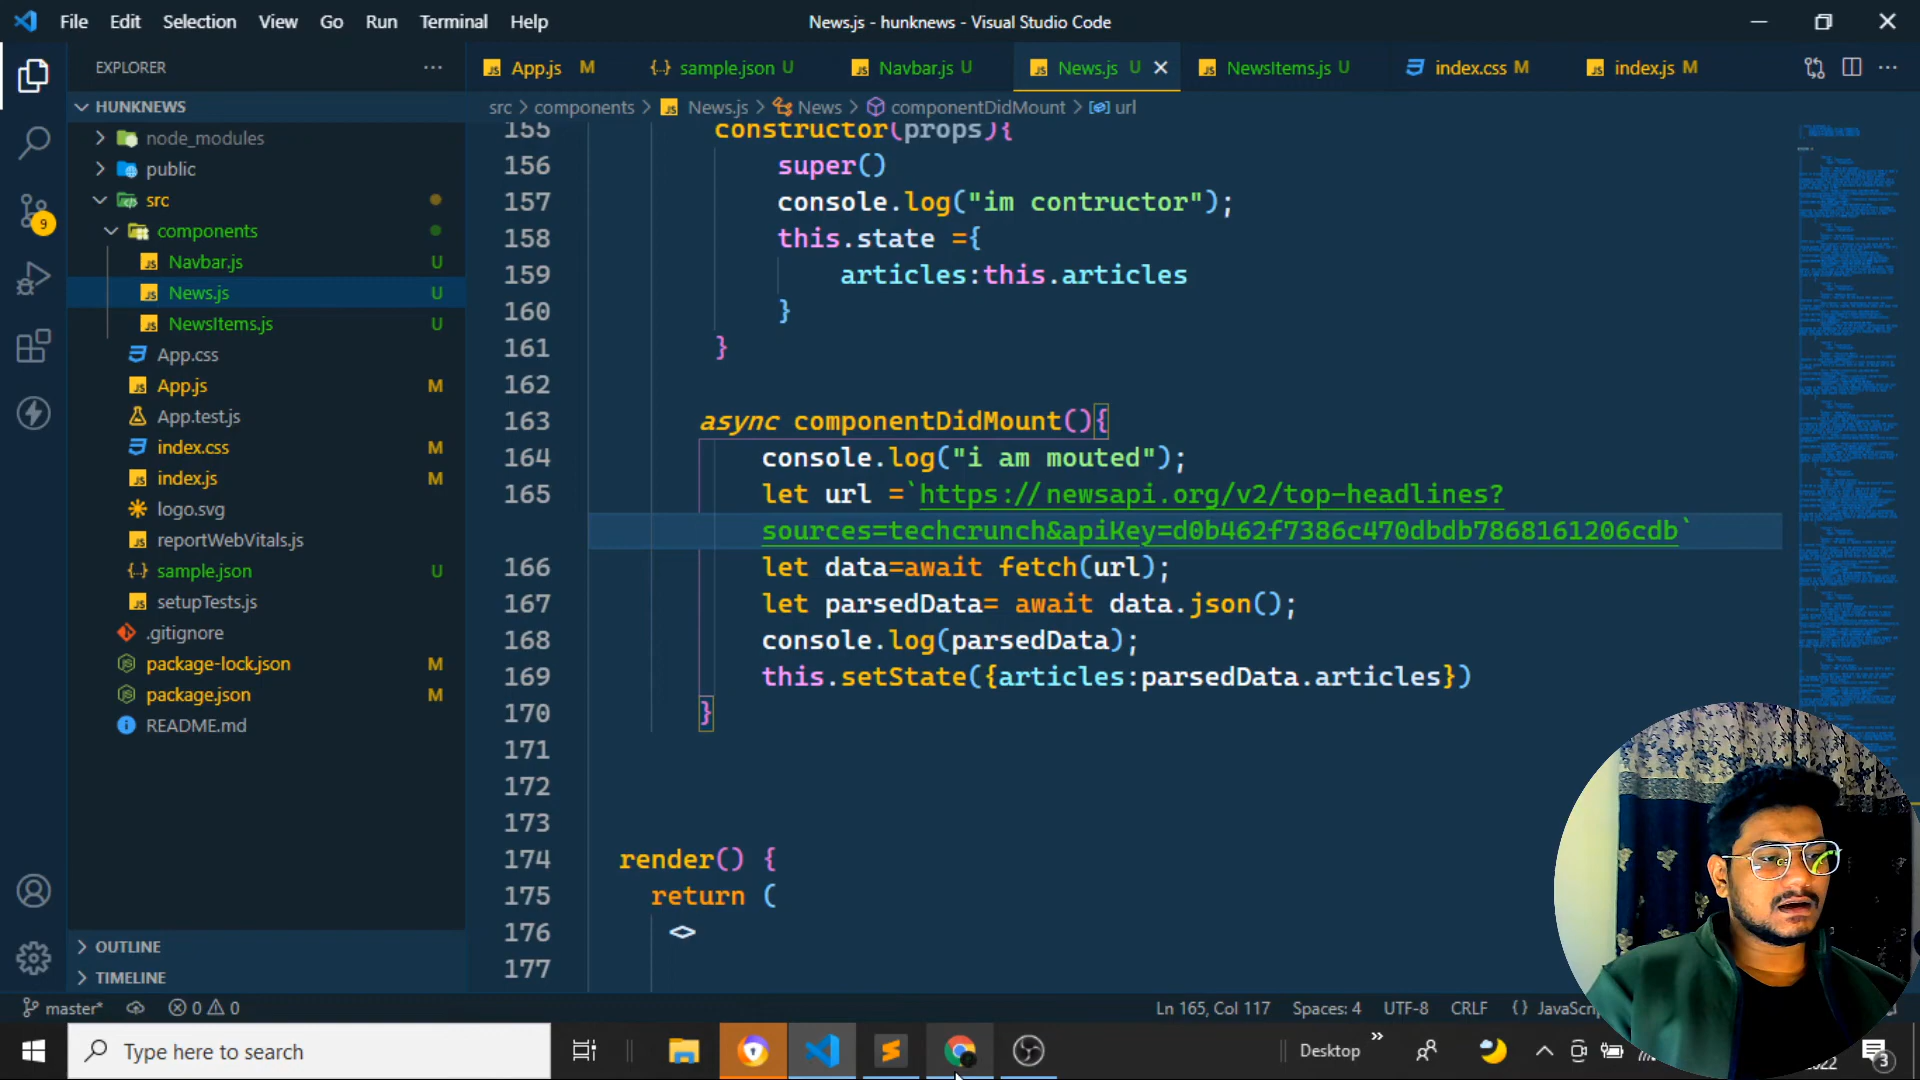 File Edit Selection View Go Run Terminal Help
News.js - hunknews - Visual Studio Code
EXPLORER
App.js M
sample.json U
Navbar.js U
News.js U
NewsItems.js U
index.css M
index.js M
HUNKNEWS
src > components > News.js > News > componentDidMount > url
node_modules
public
src
components
Navbar.js U
News.js U
NewsItems.js U
App.css
App.js M
App.test.js
index.css M
index.js M
logo.svg
reportWebVitals.js
sample.json U
setupTests.js
.gitignore
package-lock.json M
package.json M
README.md
OUTLINE
TIMELINE
9
155 constructor(props){
156 super()
157 console.log("im contructor");
158 this.state ={
159 articles:this.articles
160 }
161 }
162
163 async componentDidMount(){
164 console.log("i am mouted");
165 let url =`https://newsapi.org/v2/top-headlines?
sources=techcrunch&apiKey=d0b462f7386c470dbdb7868161206cdb`
166 let data=await fetch(url);
167 let parsedData= await data.json();
168 console.log(parsedData);
169 this.setState({articles:parsedData.articles})
170 }
171
172
173
174 render() {
175 return (
176 <>
177
master* 0 0
Ln 165, Col 117 Spaces: 4 UTF-8 CRLF {}
Type here to search
Desktop
3